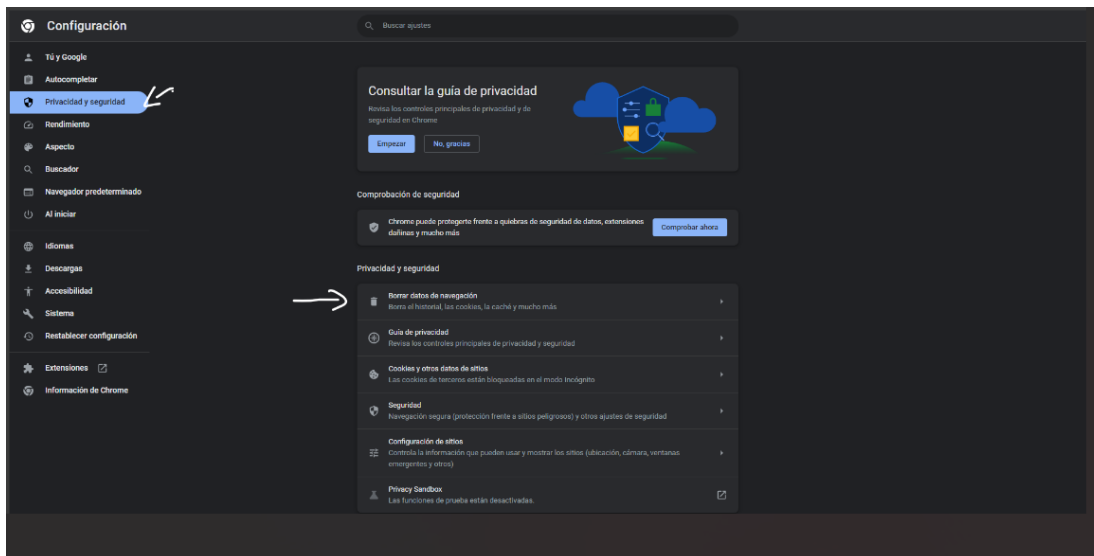 Configuración
Buscar ajustes
Tú y Google
Autocompletar
Privacidad y seguridad
Rendimiento
Aspecto
Buscador
Navegador predeterminado
Al iniciar
Idiomas
Descargas
Accesibilidad
Sistema
Restablecer configuración
Extensiones
Información de Chrome
Consultar la guía de privacidad
Revisa los controles principales de privacidad y de
seguridad en Chrome
Empezar
No, gracias
Comprobación de seguridad
Chrome puede protegerte frente a quiebras de seguridad de datos, extensiones
dañinas y mucho más
Comprobar ahora
Privacidad y seguridad
Borrar datos de navegación
Borra el historial, las cookies, la caché y mucho más
Guía de privacidad
Revisa los controles principales de privacidad y seguridad
Cookies y otros datos de sitios
Las cookies de terceros están bloqueadas en el modo Incógnito
Seguridad
Navegación segura (protección frente a sitios peligrosos) y otros ajustes de seguridad
Configuración de sitios
Controla la información que pueden usar y mostrar los sitios (ubicación, cámara, ventanas
emergentes y otros)
Privacy Sandbox
Las funciones de prueba están desactivadas.